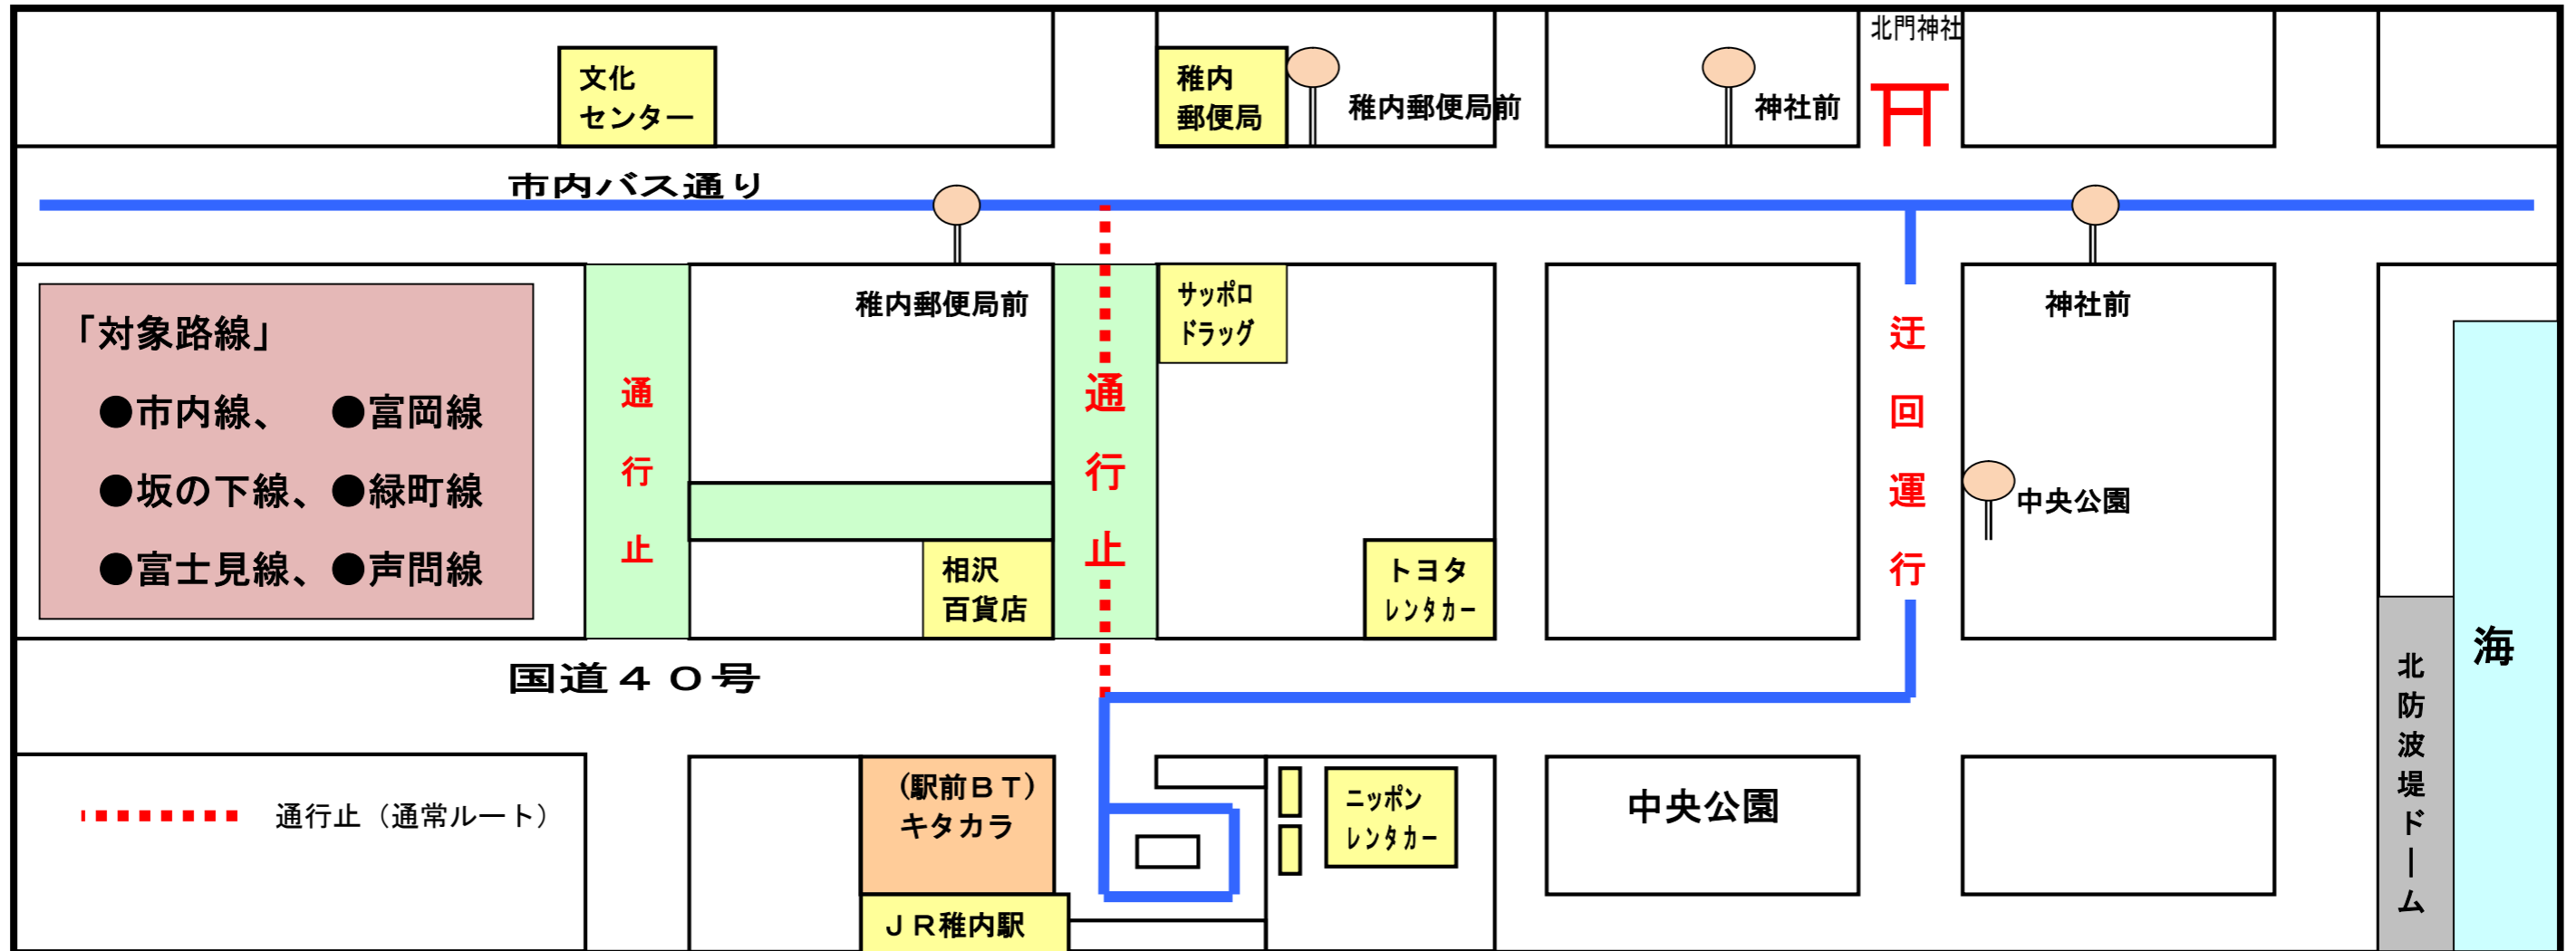 北門神社
文化
センター
稚内
郵便局
稚内郵便局前
神社前
市内バス通り
「対象路線」
●市内線、　●富岡線
●坂の下線、●緑町線
●富士見線、●声問線
通行止
稚内郵便局前
通行止
サッポロ
ドラッグ
迂回運行
神社前
中央公園
相沢
百貨店
トヨタ
レンタカー
国道４０号
海
北防波堤ドーム
通行止（通常ルート）
(駅前ＢＴ)
キタカラ
ＪＲ稚内駅
ニッポン
レンタカー
中央公園